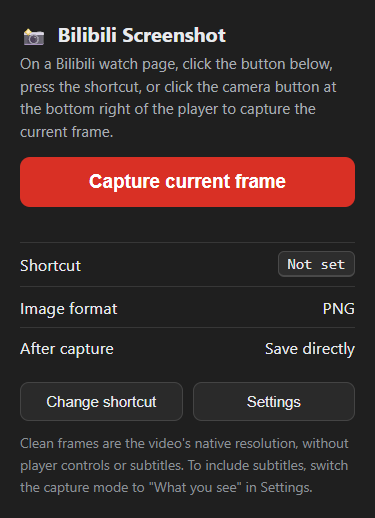 Bilibili Screenshot
On a Bilibili watch page, click the button below,
press the shortcut, or click the camera button at
the bottom right of the player to capture the
current frame.
Capture current frame
Shortcut Not set
Image format PNG
After capture Save directly
Change shortcut Settings
Clean frames are the video's native resolution, without
player controls or subtitles. To include subtitles, switch
the capture mode to "What you see" in Settings.